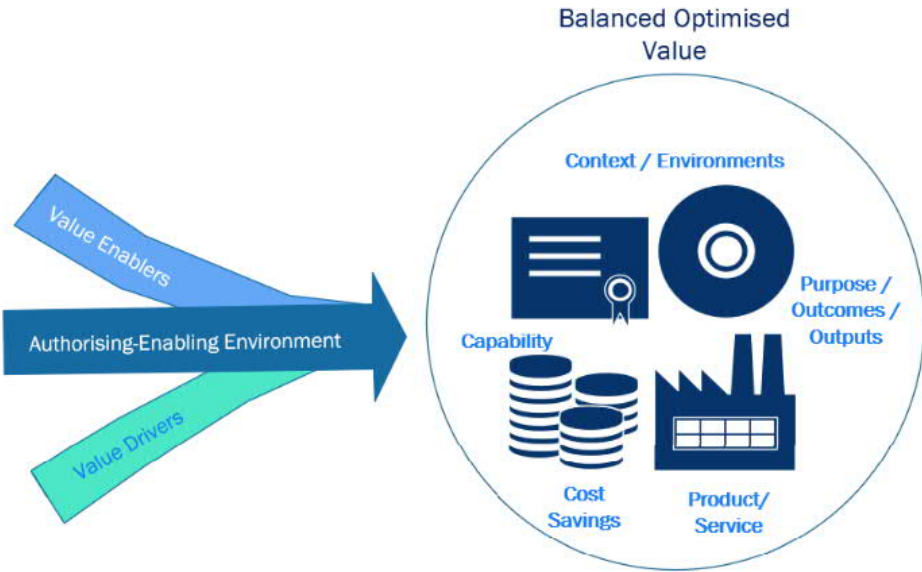 Balanced Optimised
Value
Context / Environments
Value Enablers
Purpose /
Outcomes /
Outputs
Authorising-Enabling Environment
Capability
Value Drivers
Cost
Savings
Product/
Service